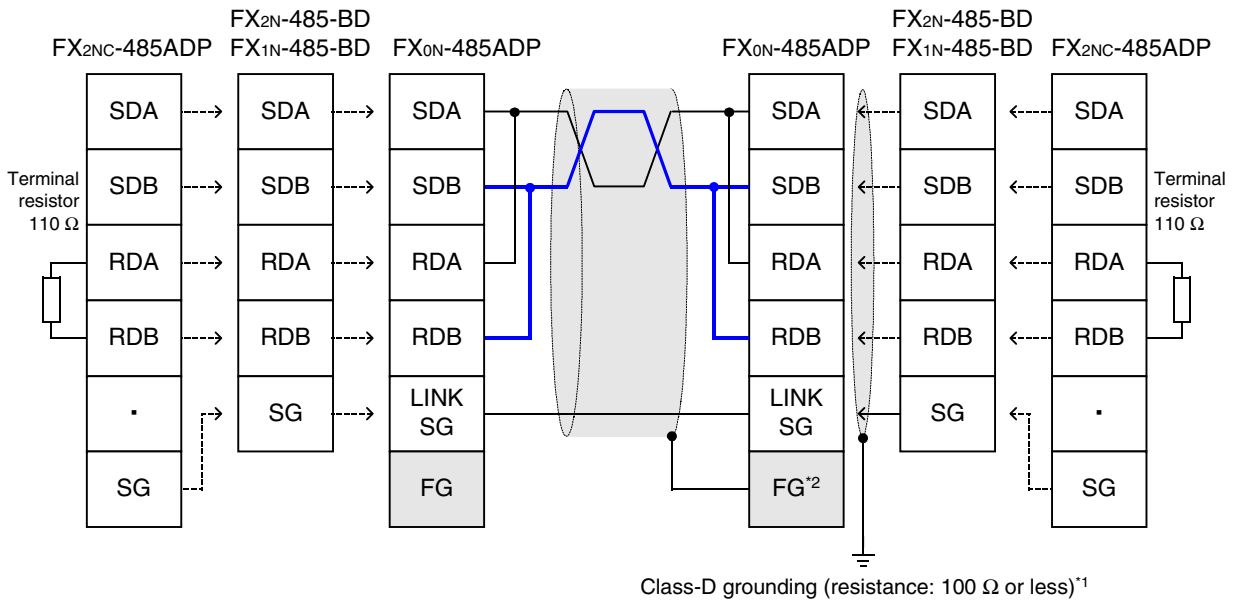 FX2N-485-BD
FX2NC-485ADP FX1N-485-BD FX0N-485ADP
FX2N-485-BD
FX0N-485ADP FX1N-485-BD FX2NC-485ADP
SDA SDA SDA SDA SDA SDA
SDB SDB SDB SDB SDB SDB
Terminal
resistor
110 Ω
Terminal
resistor
110 Ω
RDA RDA RDA RDA RDA RDA
RDB RDB RDB RDB RDB RDB
· SG LINK SG LINK SG SG ·
SG FG FG*2 SG
Class-D grounding (resistance: 100 Ω or less)*1